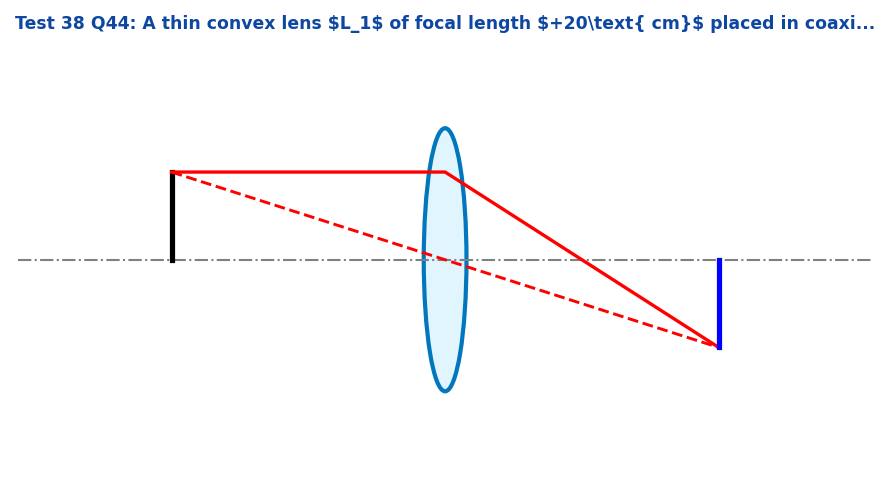 Test 38 Q44: A thin convex lens $L_1$ of focal length $+20\text{ cm}$ placed in coaxi...